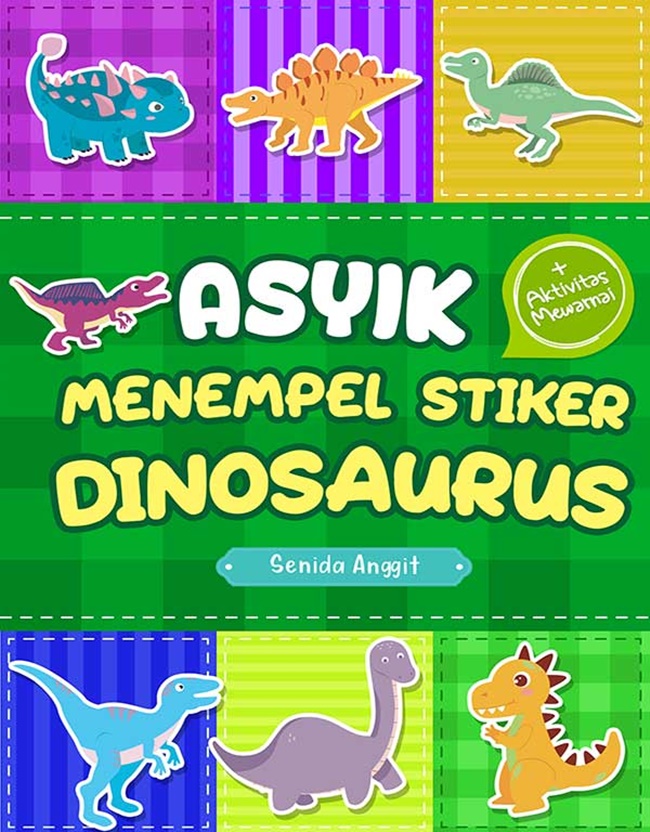 ASYIK
+
Aktivitas
Mewarnai
MENEMPEL STIKER
DINOSAURUS
Senida Anggit